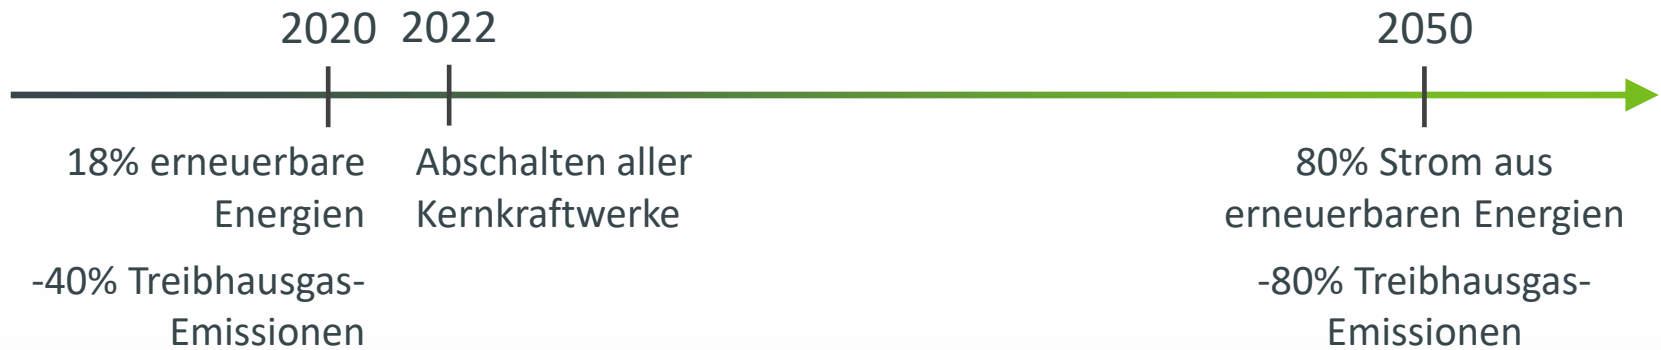 2020
2022
2050
18% erneuerbare
Energien
-40% Treibhausgas-
Emissionen
Abschalten aller
Kernkraftwerke
80% Strom aus
erneuerbaren Energien
-80% Treibhausgas-
Emissionen